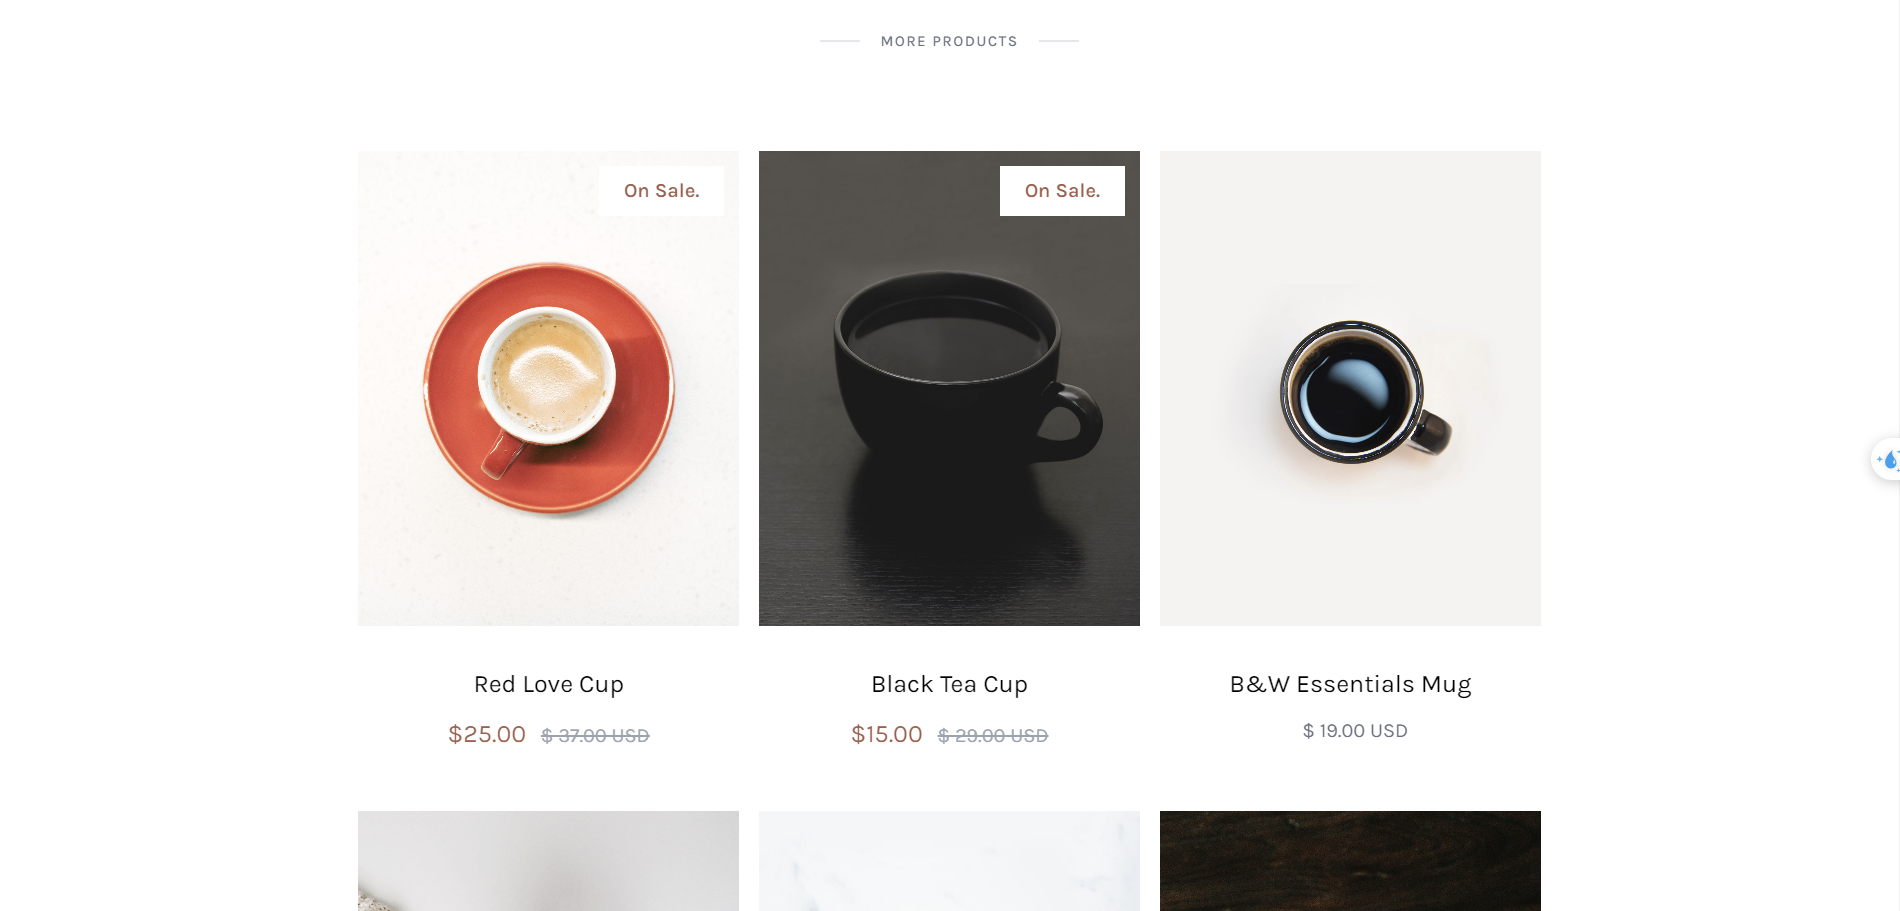 MORE PRODUCTS
On Sale.
On Sale.
Red Love Cup
Black Tea Cup
B&W Essentials Mug
$25.00 $ 37.00 USD
$15.00 $ 29.00 USD
$ 19.00 USD